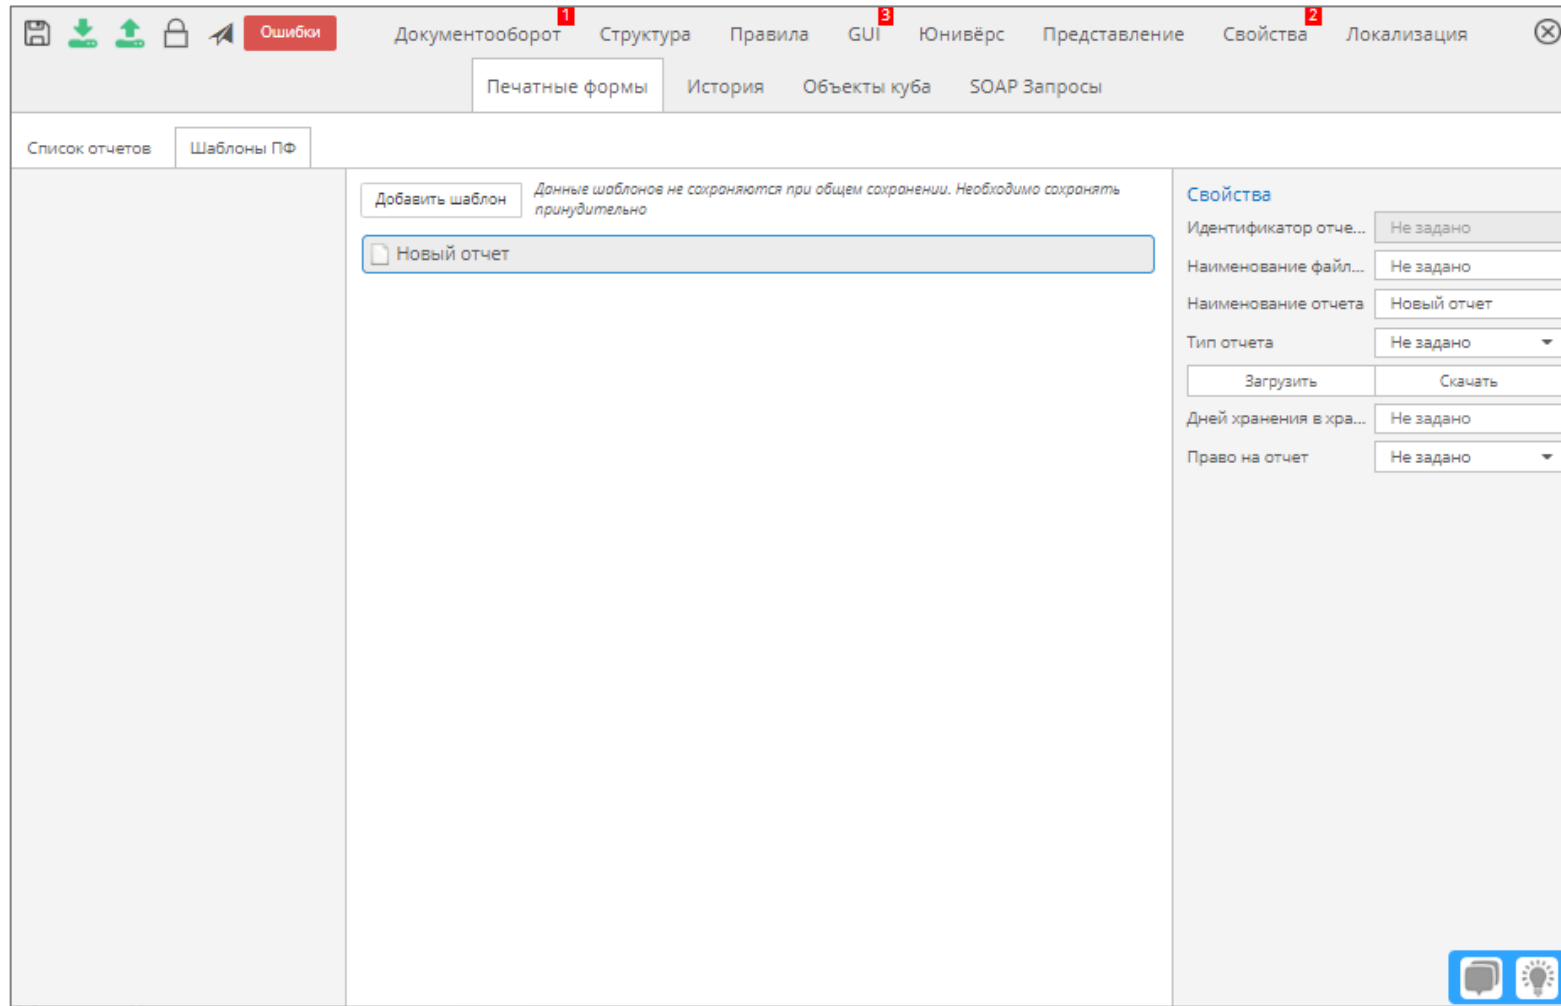 Ошибки
Документооборот 1 Структура Правила GUI 3 Юнивёрс Представление Свойства 2 Локализация
Печатные формы История Объекты куба SOAP Запросы
Список отчетов Шаблоны ПФ
Добавить шаблон
Данные шаблонов не сохраняются при общем сохранении. Необходимо сохранять
принудительно
Новый отчет
Свойства
Идентификатор отче... Не задано
Наименование файл... Не задано
Наименование отчета Новый отчет
Тип отчета Не задано
Загрузить Скачать
Дней хранения в хра... Не задано
Право на отчет Не задано